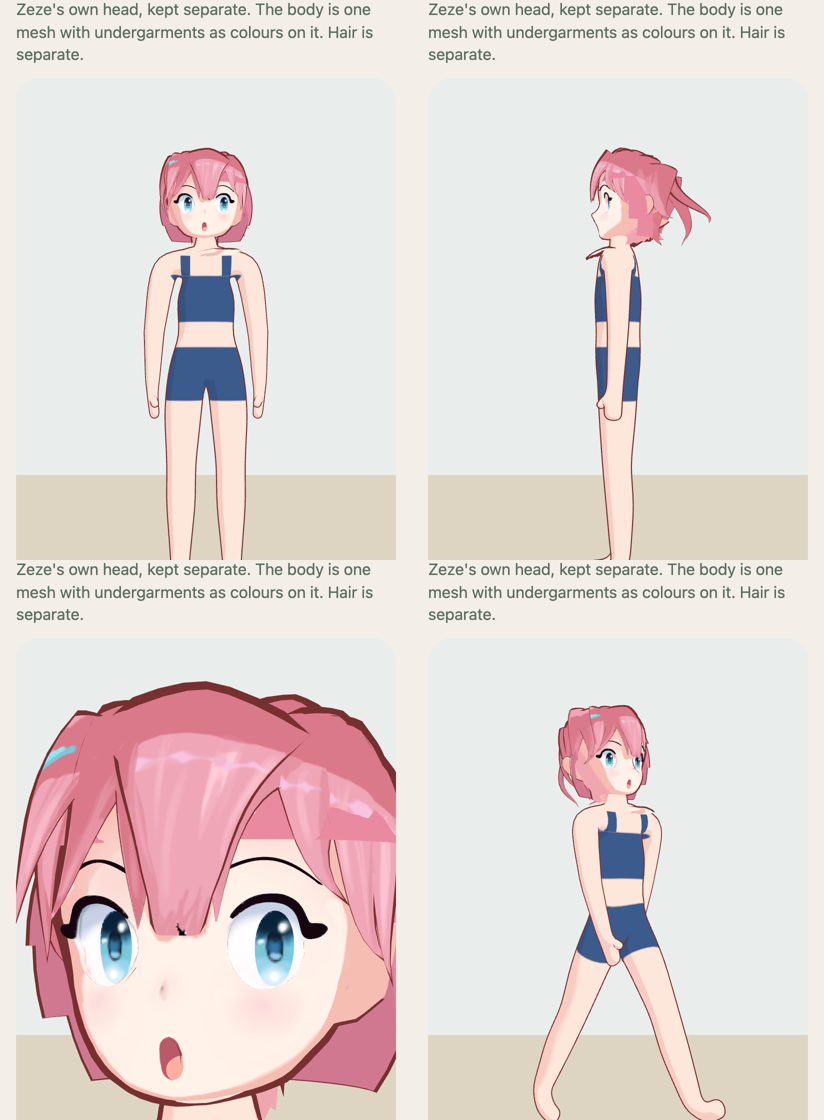 Zeze's own head, kept separate. The body is one
mesh with undergarments as colours on it. Hair is
separate.
Zeze's own head, kept separate. The body is one
mesh with undergarments as colours on it. Hair is
separate.
Zeze's own head, kept separate. The body is one
mesh with undergarments as colours on it. Hair is
separate.
Zeze's own head, kept separate. The body is one
mesh with undergarments as colours on it. Hair is
separate.